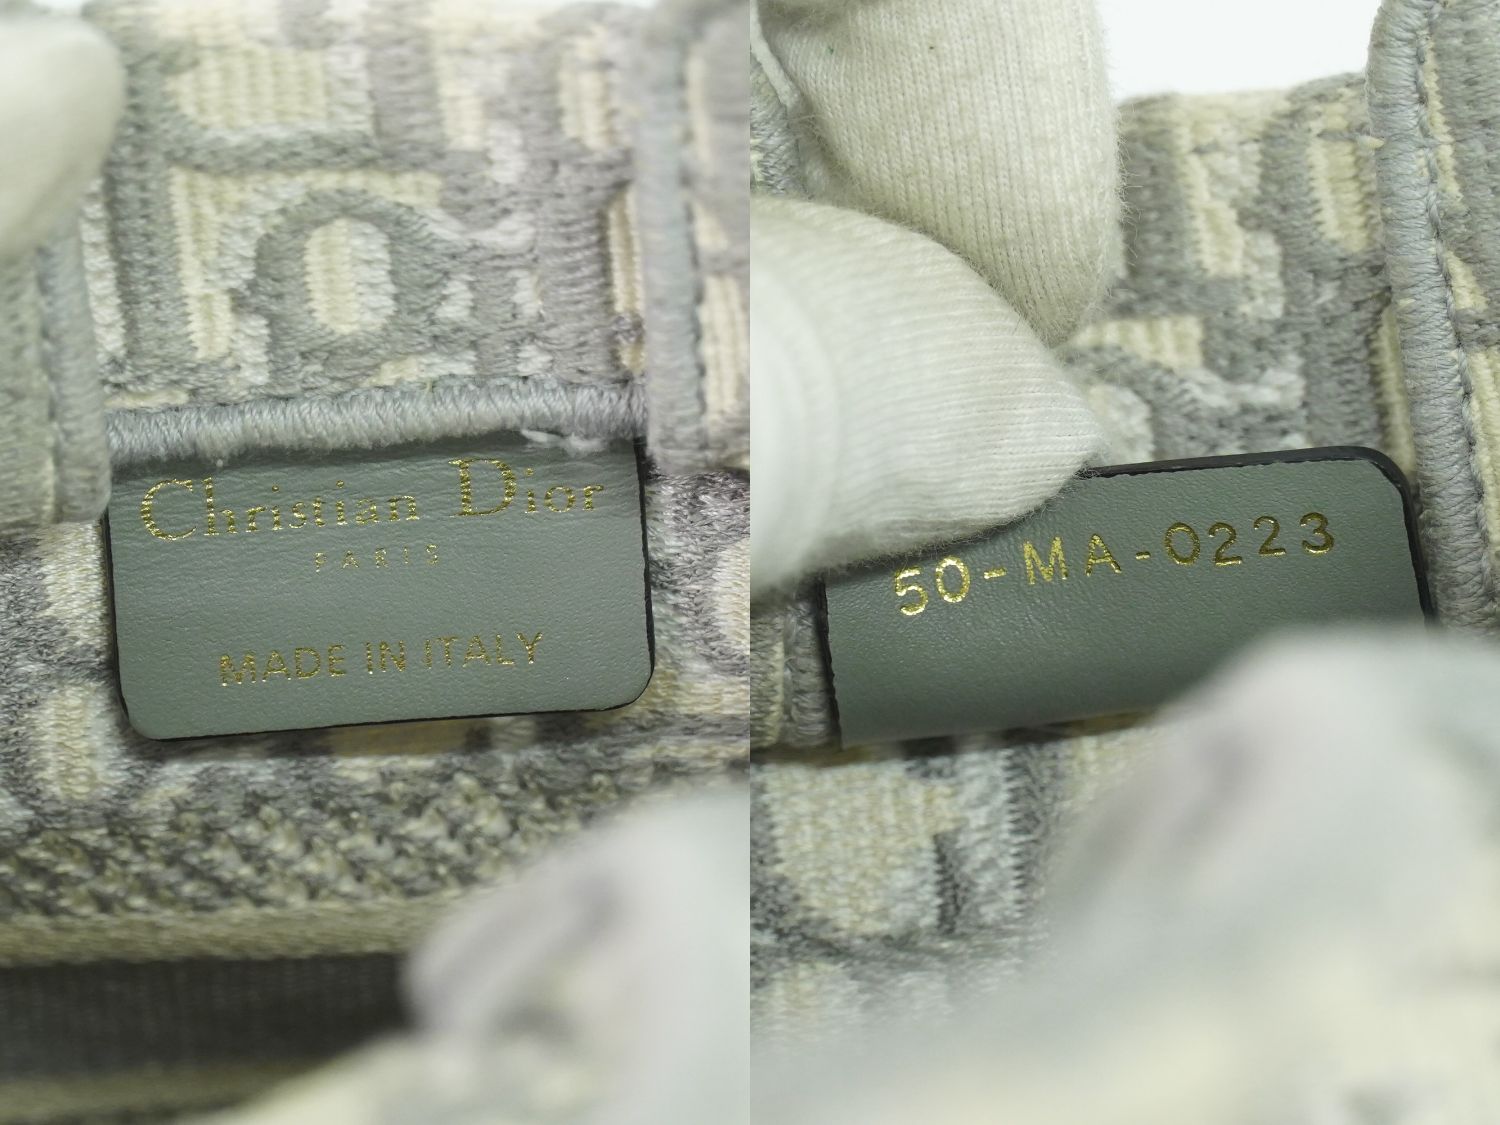 Christian Dior
PARIS
MADE IN ITALY
50-MA-0223